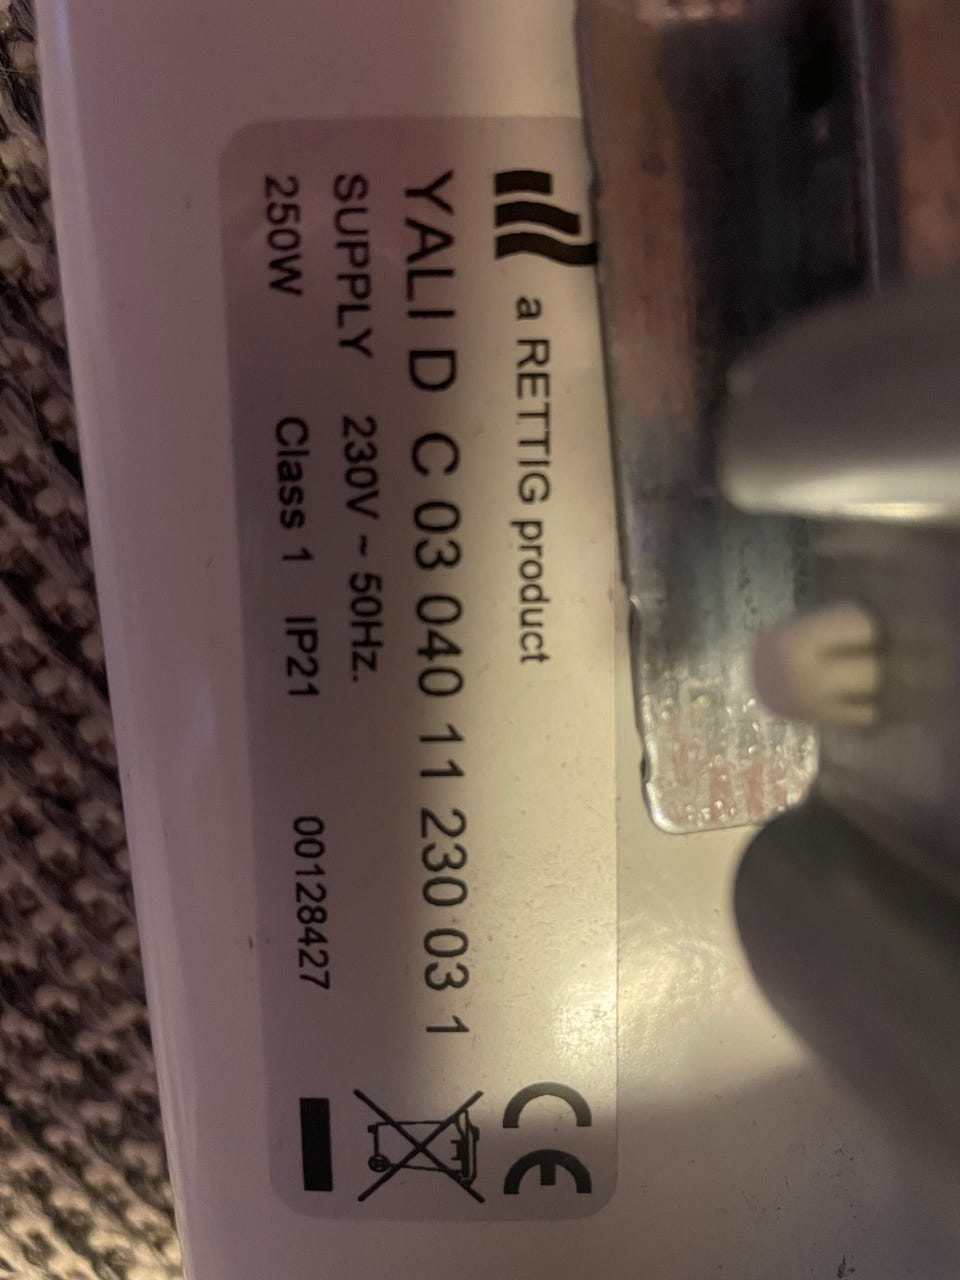 a RETTIG product
YALI D C 03 040 11 230 03 1
SUPPLY 230V ~ 50Hz.
250W Class 1 IP21 00128427
CE